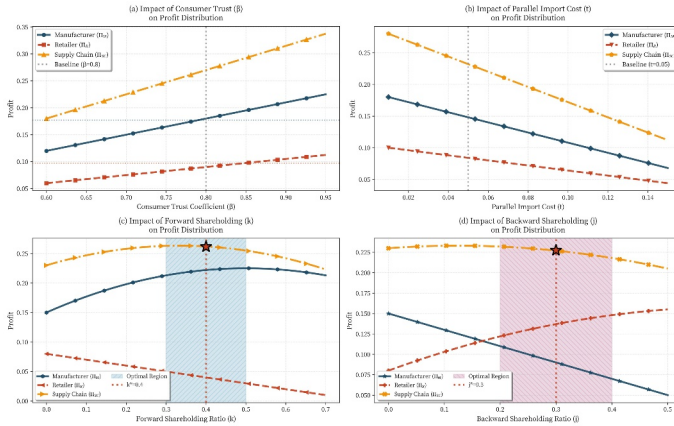 (a) Impact of Consumer Trust (β)
on Profit Distribution
Profit
0.35
0.30
0.25
0.20
0.15
0.10
0.05
Manufacturer (Π_M)
Retailer (Π_R)
Supply Chain (Π_SC)
Baseline (β=0.8)
0.60
0.65
0.70
0.75
0.80
0.85
0.90
0.95
Consumer Trust Coefficient (β)
(b) Impact of Parallel Import Cost (t)
on Profit Distribution
Profit
0.25
0.20
0.15
0.10
0.05
Manufacturer (Π_M)
Retailer (Π_R)
Supply Chain (Π_SC)
Baseline (t=0.05)
0.02
0.04
0.06
0.08
0.10
0.12
0.14
Parallel Import Cost (t)
(c) Impact of Forward Shareholding (k)
on Profit Distribution
Profit
0.25
0.20
0.15
0.10
0.05
0.00
Manufacturer (Π_M)
Retailer (Π_R)
Supply Chain (Π_SC)
Optimal Region
k*=0.4
0.0
0.1
0.2
0.3
0.4
0.5
0.6
0.7
Forward Shareholding Ratio (k)
(d) Impact of Backward Shareholding (j)
on Profit Distribution
Profit
0.225
0.200
0.175
0.150
0.125
0.100
0.075
0.050
Manufacturer (Π_M)
Retailer (Π_R)
Supply Chain (Π_SC)
Optimal Region
j*=0.3
0.0
0.1
0.2
0.3
0.4
0.5
Backward Shareholding Ratio (j)